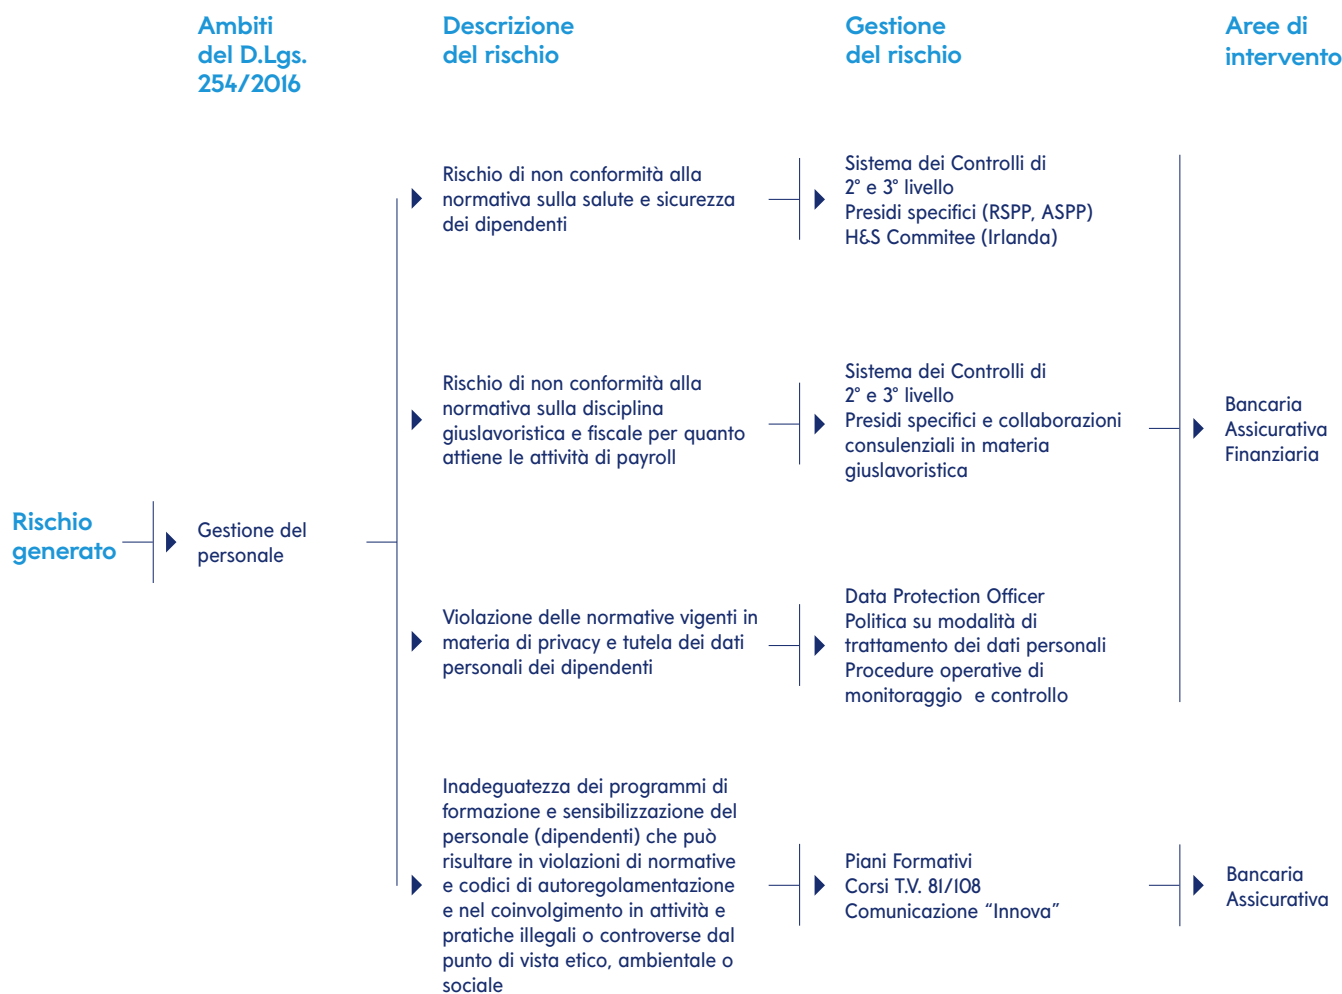 Ambiti
del D.Lgs.
254/2016
Descrizione
del rischio
Gestione
del rischio
Aree di
intervento
Rischio
generato
Gestione del
personale
Rischio di non conformità alla
normativa sulla salute e sicurezza
dei dipendenti
Sistema dei Controlli di
2° e 3° livello
Presidi specifici (RSPP, ASPP)
H&S Commitee (Irlanda)
Rischio di non conformità alla
normativa sulla disciplina
giuslavoristica e fiscale per quanto
attiene le attività di payroll
Sistema dei Controlli di
2° e 3° livello
Presidi specifici e collaborazioni
consulenziali in materia
giuslavoristica
Violazione delle normative vigenti in
materia di privacy e tutela dei dati
personali dei dipendenti
Data Protection Officer
Politica su modalità di
trattamento dei dati personali
Procedure operative di
monitoraggio e controllo
Bancaria
Assicurativa
Finanziaria
Inadeguatezza dei programmi di
formazione e sensibilizzazione del
personale (dipendenti) che può
risultare in violazioni di normative
e codici di autoregolamentazione
e nel coinvolgimento in attività e
pratiche illegali o controverse dal
punto di vista etico, ambientale o
sociale
Piani Formativi
Corsi T.V. 81/108
Comunicazione “Innova”
Bancaria
Assicurativa